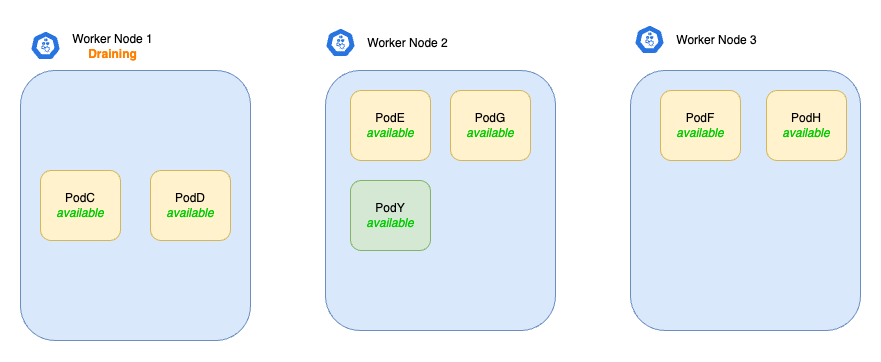 Worker Node 1
Draining
Worker Node 2
Worker Node 3
PodC
available
PodD
available
PodE
available
PodG
available
PodY
available
PodF
available
PodH
available